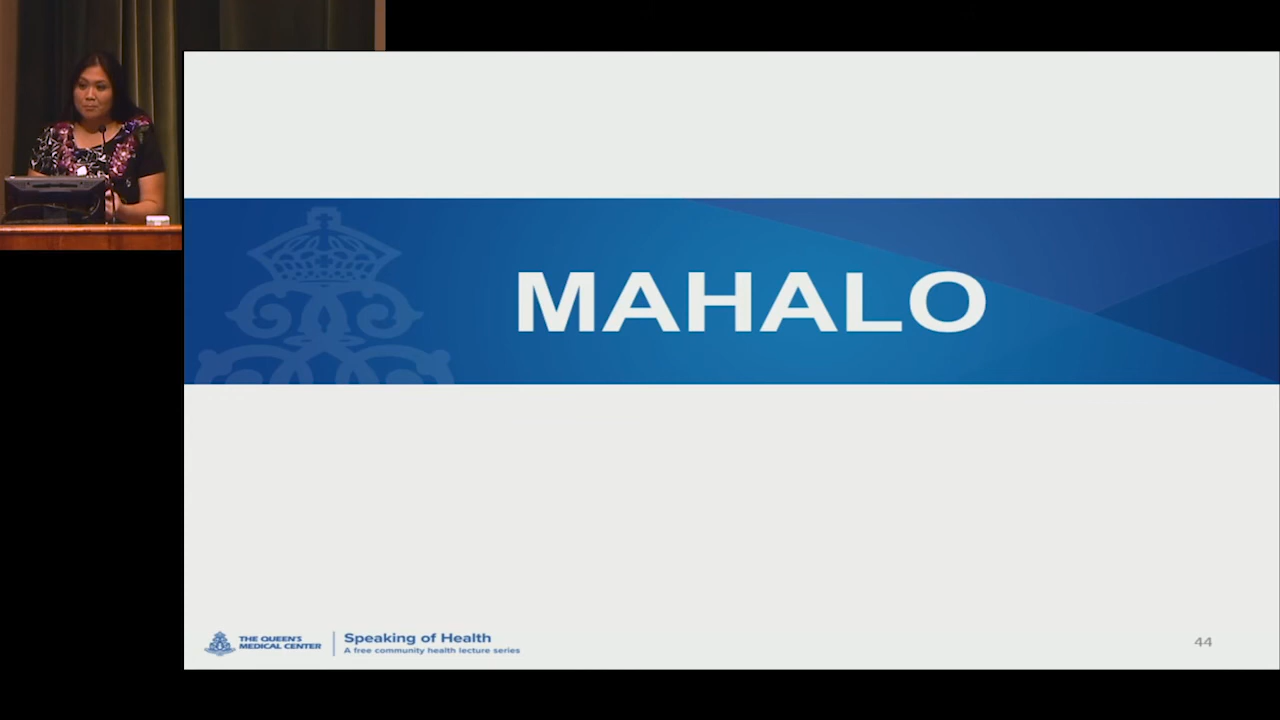 MAHALO
THE QUEEN'S
MEDICAL CENTER
Speaking of Health
A free community health lecture series
44